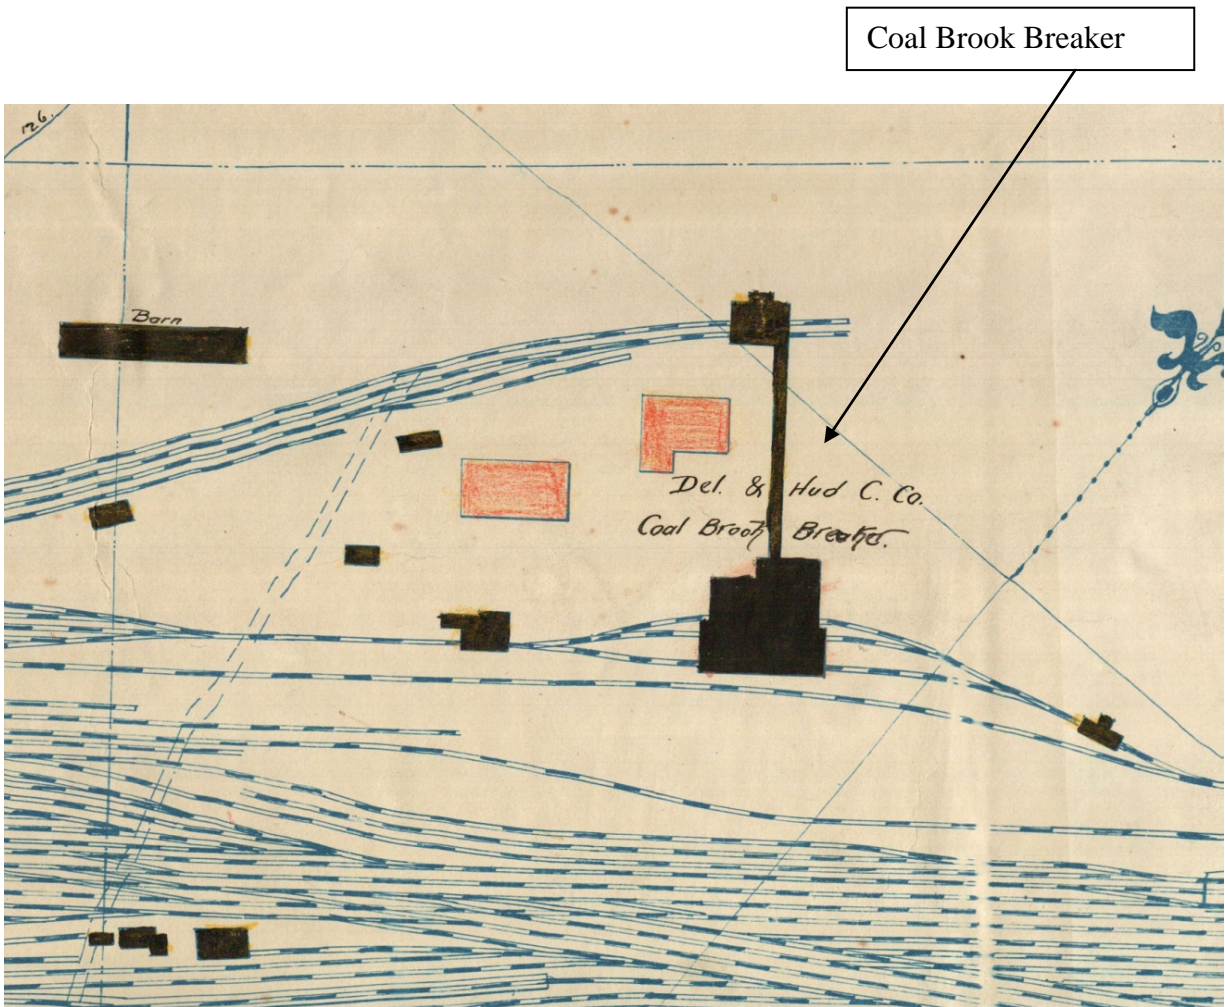 Coal Brook Breaker
126.
Barn
Del. & Hud C. Co.
Coal Brook Breaker.